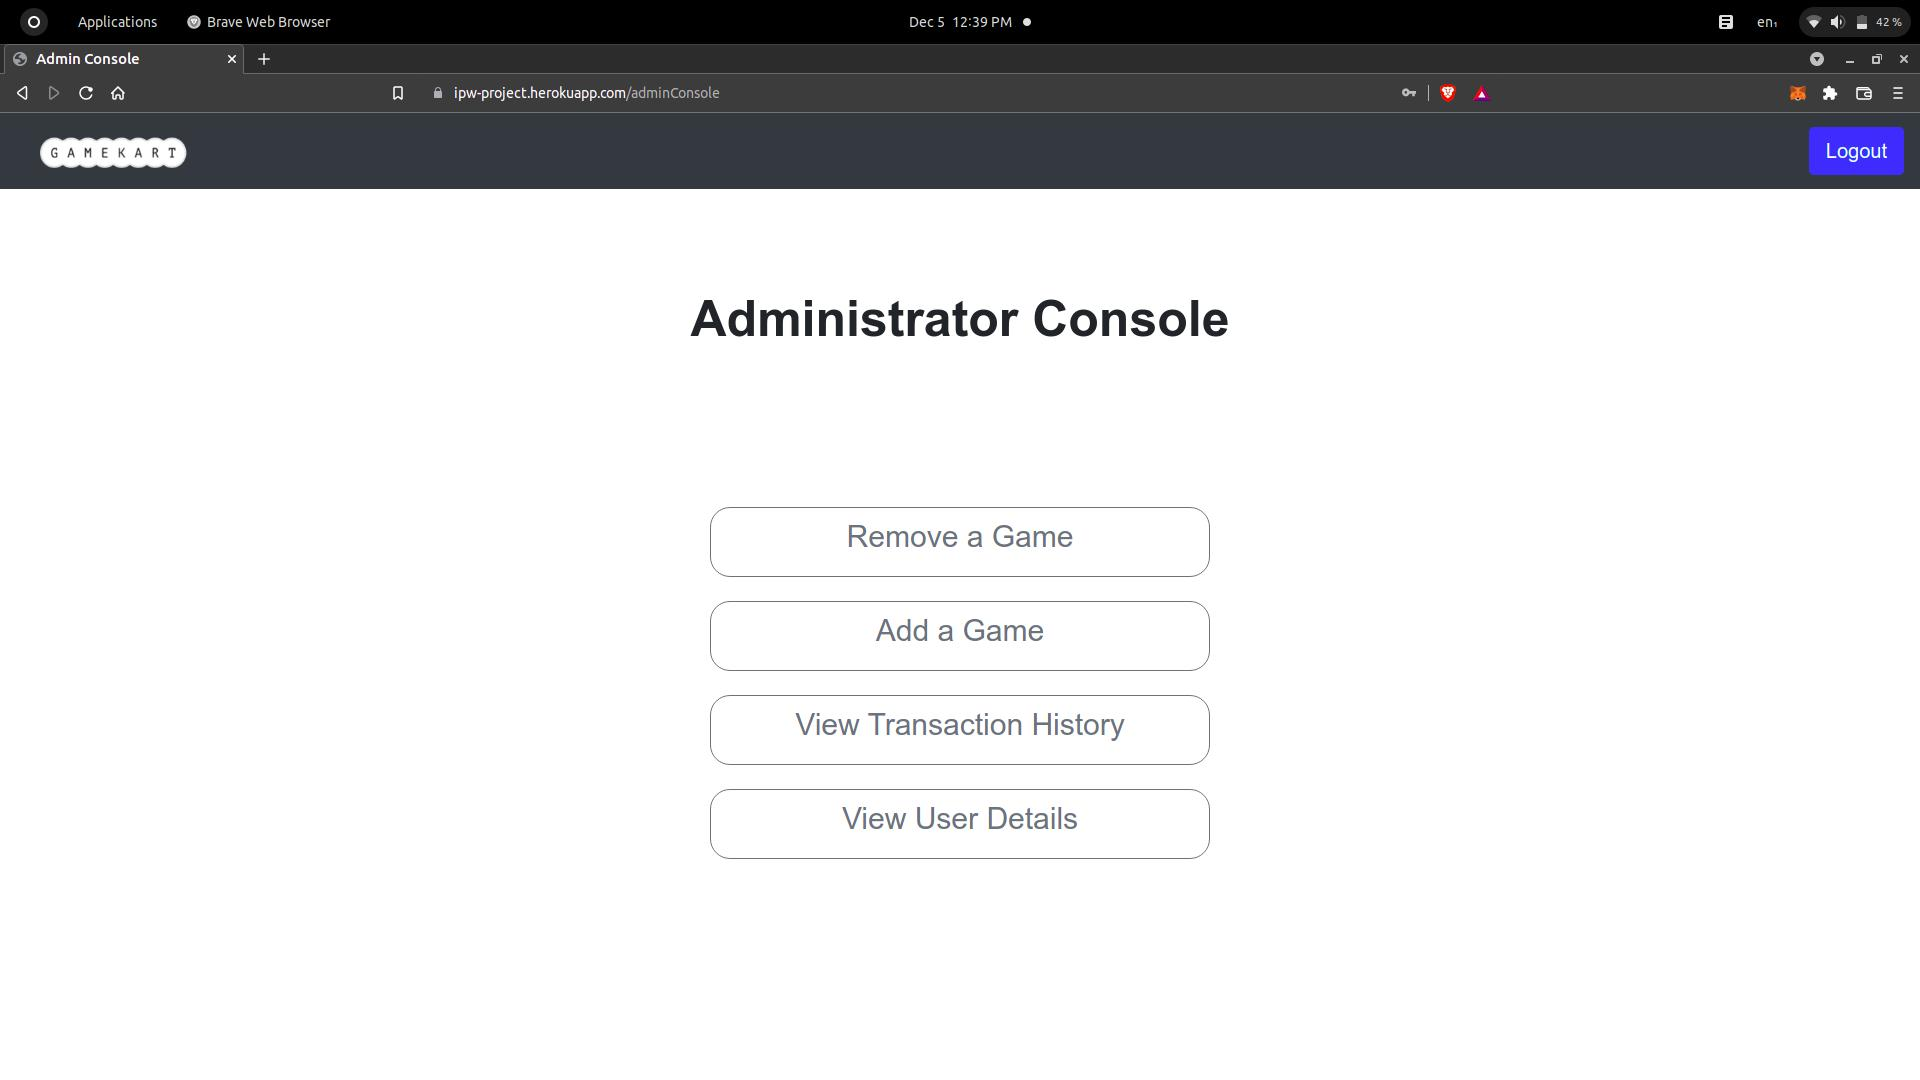 Applications Brave Web Browser Dec 5 12:39 PM en₁ 42 %
Admin Console
ipw-project.herokuapp.com/adminConsole
GAMEKART Logout
Administrator Console
Remove a Game
Add a Game
View Transaction History
View User Details